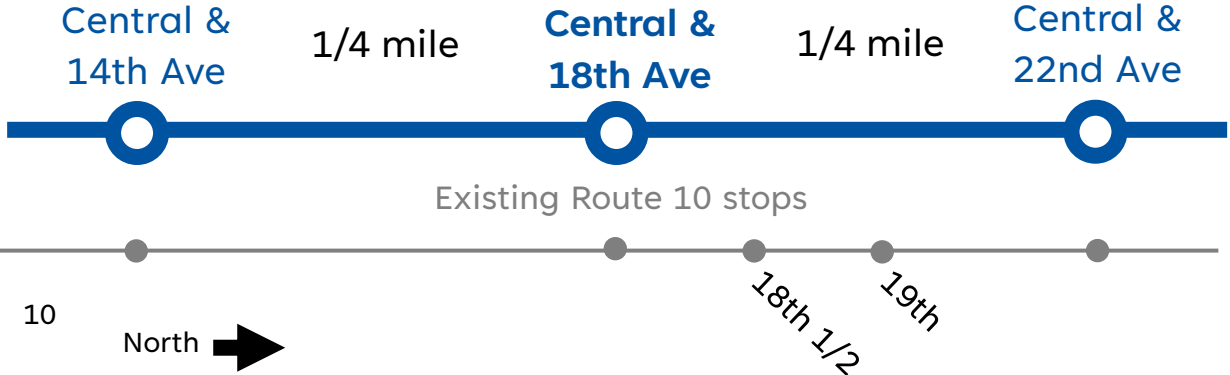 Central &
14th Ave
1/4 mile
Central &
18th Ave
1/4 mile
Central &
22nd Ave
Existing Route 10 stops
18th 1/2
19th
10
North